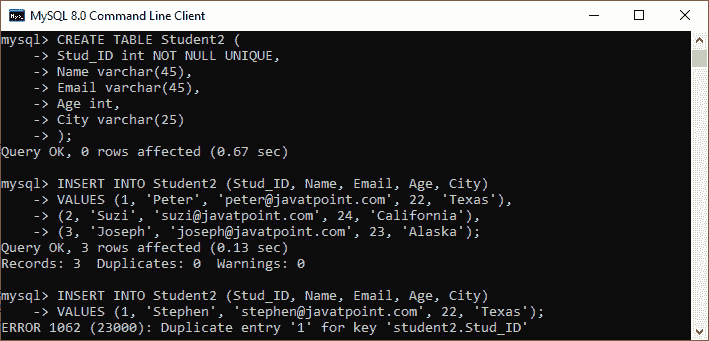 MySQL 8.0 Command Line Client
mysql> CREATE TABLE Student2 (
    -> Stud_ID int NOT NULL UNIQUE,
    -> Name varchar(45),
    -> Email varchar(45),
    -> Age int,
    -> City varchar(25)
    -> );
Query OK, 0 rows affected (0.67 sec)
mysql> INSERT INTO Student2 (Stud_ID, Name, Email, Age, City)
    -> VALUES (1, 'Peter', 'peter@javatpoint.com', 22, 'Texas'),
    -> (2, 'Suzi', 'suzi@javatpoint.com', 24, 'California'),
    -> (3, 'Joseph', 'joseph@javatpoint.com', 23, 'Alaska');
Query OK, 3 rows affected (0.13 sec)
Records: 3  Duplicates: 0  Warnings: 0
mysql> INSERT INTO Student2 (Stud_ID, Name, Email, Age, City)
    -> VALUES (1, 'Stephen', 'stephen@javatpoint.com', 22, 'Texas');
ERROR 1062 (23000): Duplicate entry '1' for key 'student2.Stud_ID'